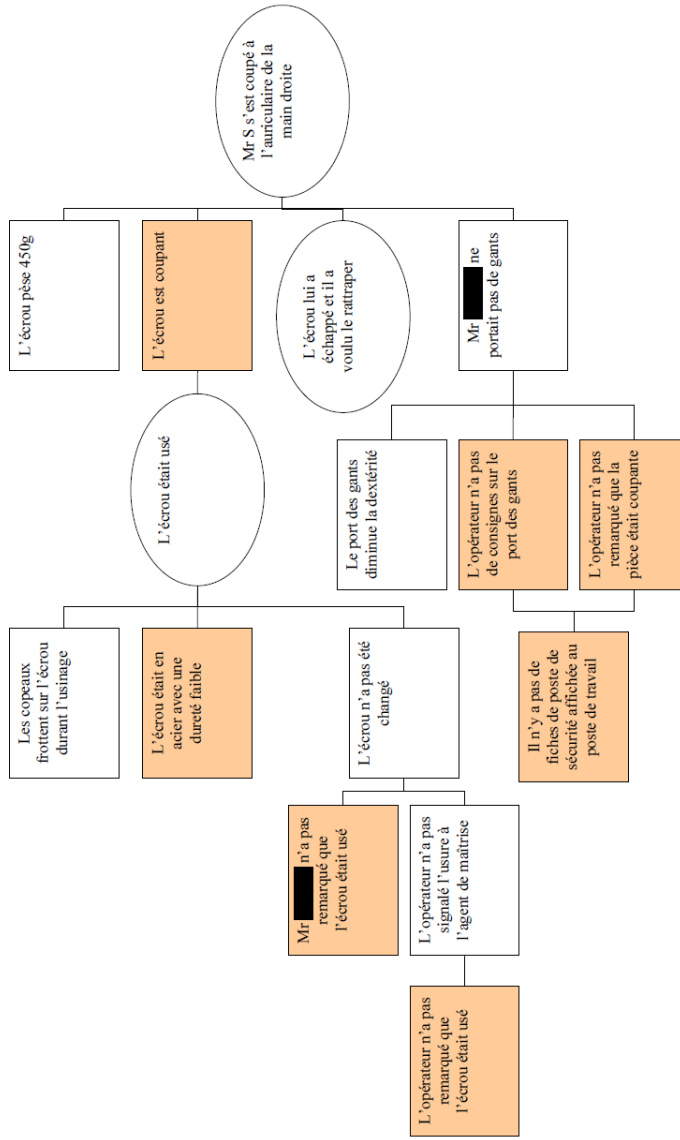 Les copeaux
frottent sur l'écrou
durant l'usinage
L'écrou pèse 450g
L'écrou était en
acier avec une
dureté faible
L'écrou était usé
L'écrou est coupant
Mr S s'est coupé à
l'auriculaire de la
main droite
Mr n'a pas
remarqué que
l'écrou était usé
L'écrou n'a pas été
changé
Le port des gants
diminue la dextérité
L'écrou lui a
échappé et il a
voulu le rattraper
L'opérateur n'a pas
remarqué que
l'écrou était usé
L'opérateur n'a pas
signalé l'usure à
l'agent de maîtrise
L'opérateur n'a pas
de consignes sur le
port des gants
Mr ne
portait pas de gants
Il n'y a pas de
fiches de poste de
sécurité affichée au
poste de travail
L'opérateur n'a pas
remarqué que la
pièce était coupante